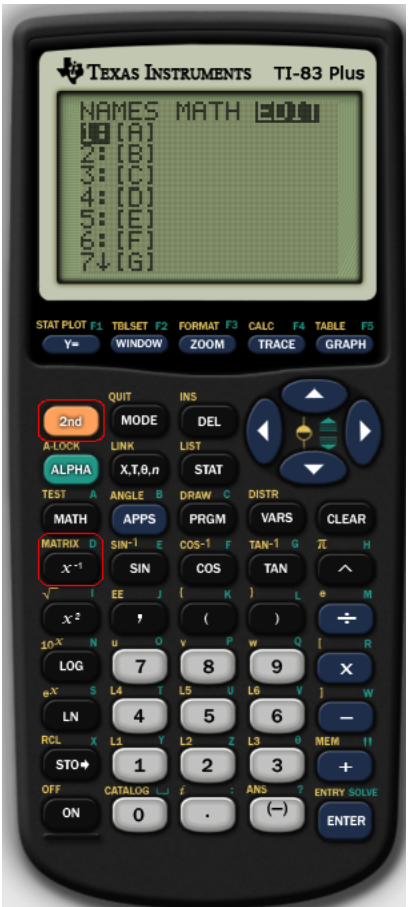 TEXAS INSTRUMENTS TI-83 Plus
NAMES MATH EDIT
1:[A]
2:[B]
3:[C]
4:[D]
5:[E]
6:[F]
7↓[G]
STAT PLOT F1 TBLSET F2 FORMAT F3 CALC F4 TABLE F5
Y= WINDOW ZOOM TRACE GRAPH
QUIT INS
2nd MODE DEL
A-LOCK LINK LIST
ALPHA X,T,θ,n STAT
TEST A ANGLE B DRAW C DISTR
MATH APPS PRGM VARS CLEAR
MATRIX D SIN-1 E COS-1 F TAN-1 G π H
x-1 SIN COS TAN ^
√ I EE J { K } L e M
x² , ( ) ÷
10x N u O v P w Q [ R
LOG 7 8 9 x
ex S L4 T L5 U L6 V ] W
LN 4 5 6 −
RCL X L1 Y L2 Z L3 θ MEM "
STO→ 1 2 3 +
OFF CATALOG ⎵ i : ANS ? ENTRY SOLVE
ON 0 . (−) ENTER